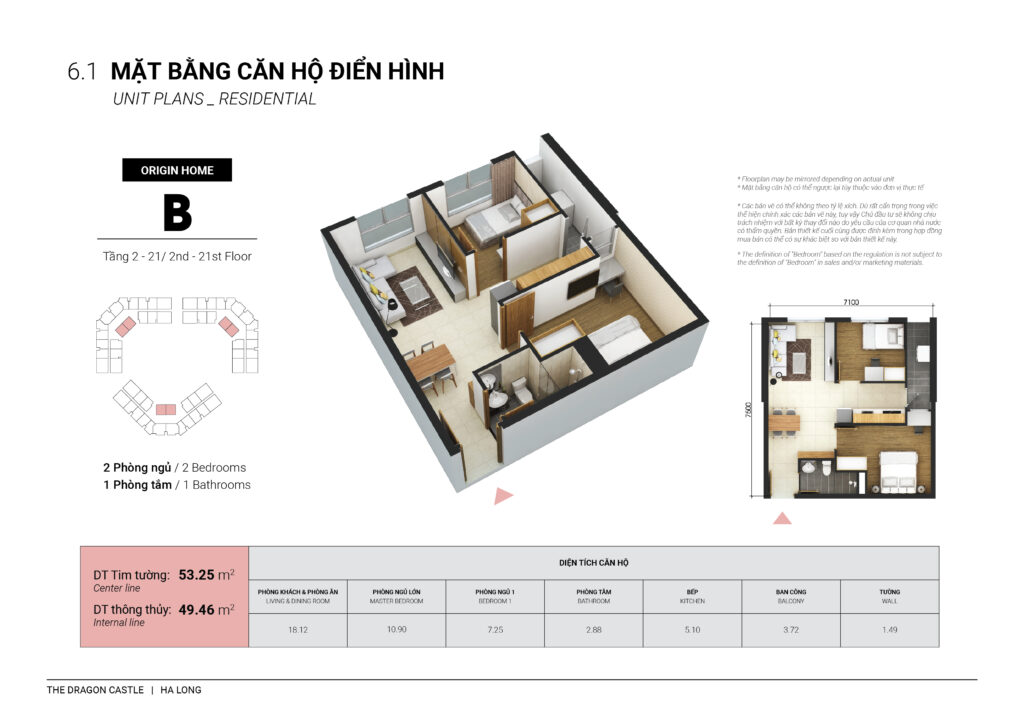 6.1 MẶT BẰNG CĂN HỘ ĐIỂN HÌNH
UNIT PLANS _ RESIDENTIAL
ORIGIN HOME
B
Tầng 2 - 21/ 2nd - 21st Floor
2 Phòng ngủ / 2 Bedrooms
1 Phòng tắm / 1 Bathrooms
* Floorplan may be mirrored depending on actual unit
* Mặt bằng căn hộ có thể ngược lại tùy thuộc vào đơn vị thực tế
* Các bản vẽ có thể không theo tỷ lệ xích. Dù rất cẩn trọng trong việc
thể hiện chính xác các bản vẽ này, tuy vậy Chủ đầu tư sẽ không chịu
trách nhiệm với bất kỳ thay đổi nào do yêu cầu của cơ quan nhà nước
có thẩm quyền. Bản thiết kế cuối cùng được đính kèm trong hợp đồng
mua bán có thể có sự khác biệt so với bản thiết kế này.
* The definition of "Bedroom" based on the regulation is not subject to
the definition of "Bedroom" in sales and/or marketing materials.
7100
7500
DT Tim tường: 53.25 m²
Center line
DT thông thủy: 49.46 m²
Internal line
DIỆN TÍCH CĂN HỘ
PHÒNG KHÁCH & PHÒNG ĂN
LIVING & DINING ROOM
PHÒNG NGỦ LỚN
MASTER BEDROOM
PHÒNG NGỦ 1
BEDROOM 1
PHÒNG TẮM
BATHROOM
BẾP
KITCHEN
BAN CÔNG
BALCONY
TƯỜNG
WALL
18.12
10.90
7.25
2.88
5.10
3.72
1.49
THE DRAGON CASTLE | HA LONG